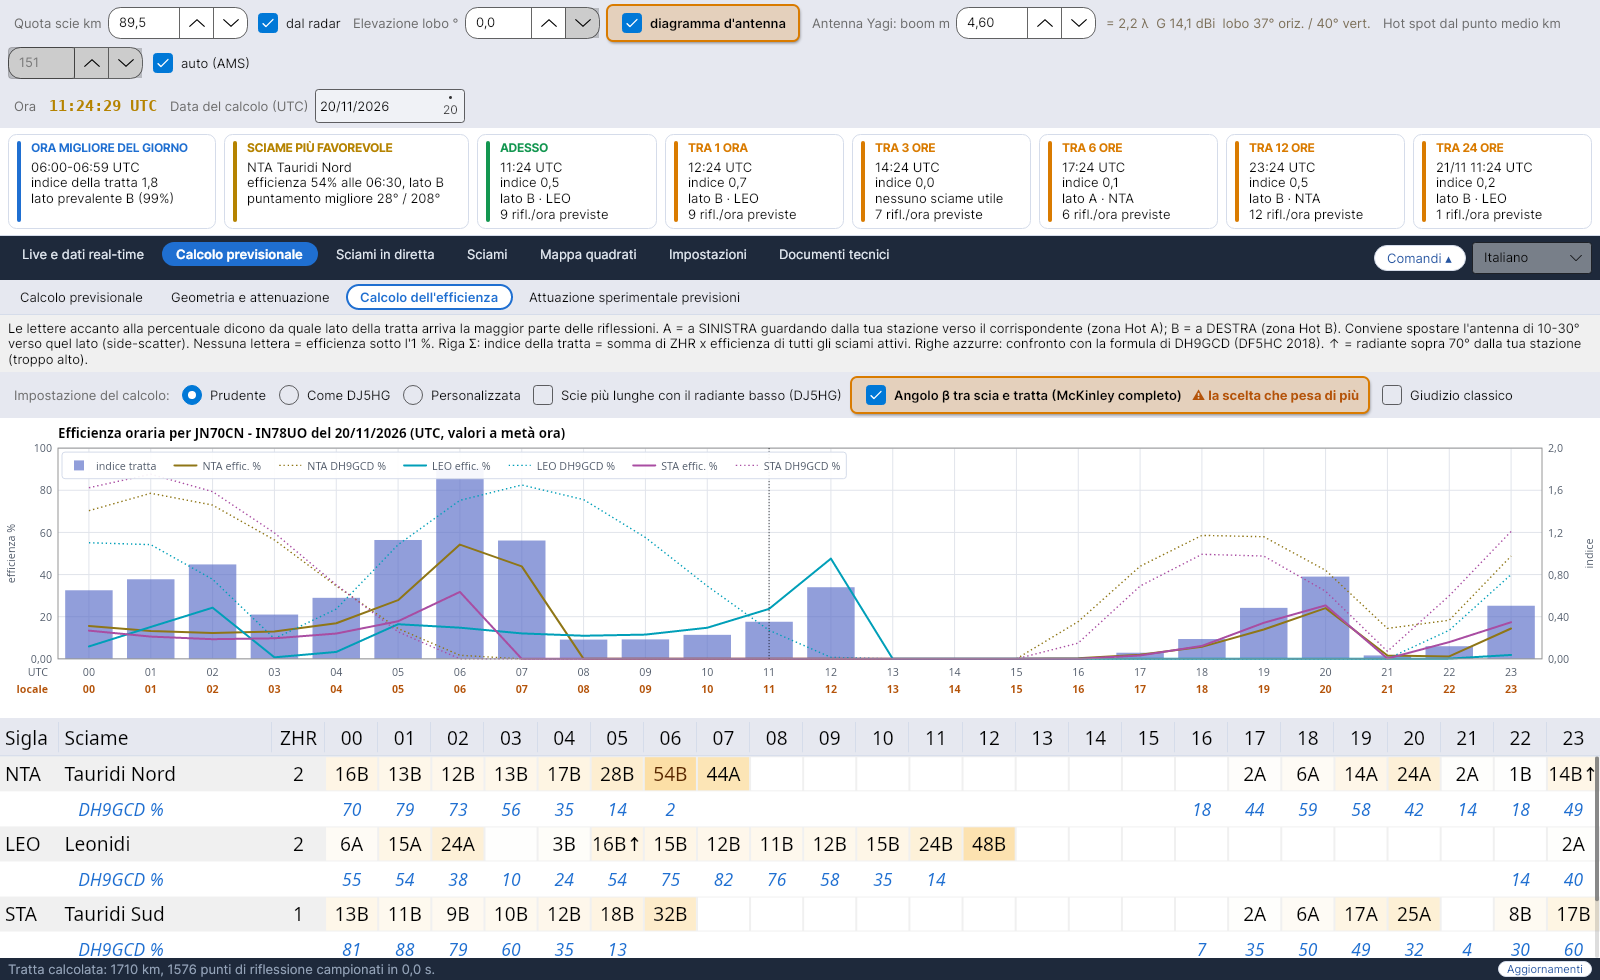 Quota scie km 89,5 dal radar Elevazione lobo ° 0,0 diagramma d'antenna Antenna Yagi: boom m 4,60 = 2,2 λ G 14,1 dBi lobo 37° oriz. / 40° vert. Hot spot dal punto medio km
151 auto (AMS)
Ora 11:24:29 UTC Data del calcolo (UTC) 20/11/2026 20
ORA MIGLIORE DEL GIORNO
06:00-06:59 UTC
indice della tratta 1,8
lato prevalente B (99%)
SCIAME PIÙ FAVOREVOLE
NTA Tauridi Nord
efficienza 54% alle 06:30, lato B
puntamento migliore 28° / 208°
ADESSO
11:24 UTC
indice 0,5
lato B · LEO
9 rifl./ora previste
TRA 1 ORA
12:24 UTC
indice 0,7
lato B · LEO
9 rifl./ora previste
TRA 3 ORE
14:24 UTC
indice 0,0
nessuno sciame utile
7 rifl./ora previste
TRA 6 ORE
17:24 UTC
indice 0,1
lato A · NTA
6 rifl./ora previste
TRA 12 ORE
23:24 UTC
indice 0,5
lato B · NTA
12 rifl./ora previste
TRA 24 ORE
21/11 11:24 UTC
indice 0,2
lato B · LEO
1 rifl./ora previste
Live e dati real-time Calcolo previsionale Sciami in diretta Sciami Mappa quadrati Impostazioni Documenti tecnici Comandi ▴ Italiano
Calcolo previsionale Geometria e attenuazione Calcolo dell'efficienza Attuazione sperimentale previsioni
Le lettere accanto alla percentuale dicono da quale lato della tratta arriva la maggior parte delle riflessioni. A = a SINISTRA guardando dalla tua stazione verso il corrispondente (zona Hot A); B = a DESTRA (zona Hot B). Conviene spostare l'antenna di 10-30°
verso quel lato (side-scatter). Nessuna lettera = efficienza sotto l'1 %. Riga Σ: indice della tratta = somma di ZHR x efficienza di tutti gli sciami attivi. Righe azzurre: confronto con la formula di DH9GCD (DF5HC 2018). ↑ = radiante sopra 70° dalla tua stazione
(troppo alto).
Impostazione del calcolo: Prudente Come DJ5HG Personalizzata Scie più lunghe con il radiante basso (DJ5HG) Angolo β tra scia e tratta (McKinley completo) ⚠ la scelta che pesa di più Giudizio classico
Efficienza oraria per JN70CN - IN78UO del 20/11/2026 (UTC, valori a metà ora)
indice tratta NTA effic. % NTA DH9GCD % LEO effic. % LEO DH9GCD % STA effic. % STA DH9GCD %
100 2,0
80 1,6
60 1,2
40 0,80
20 0,40
0,00 0,00
efficienza %
indice
UTC 00 01 02 03 04 05 06 07 08 09 10 11 12 13 14 15 16 17 18 19 20 21 22 23
locale 00 01 02 03 04 05 06 07 08 09 10 11 12 13 14 15 16 17 18 19 20 21 22 23
Sigla Sciame ZHR 00 01 02 03 04 05 06 07 08 09 10 11 12 13 14 15 16 17 18 19 20 21 22 23
NTA Tauridi Nord 2 16B 13B 12B 13B 17B 28B 54B 44A 2A 6A 14A 24A 2A 1B 14B↑
DH9GCD % 70 79 73 56 35 14 2 18 44 59 58 42 14 18 49
LEO Leonidi 2 6A 15A 24A 3B 16B↑ 15B 12B 11B 12B 15B 24B 48B 2A
DH9GCD % 55 54 38 10 24 54 75 82 76 58 35 14 14 40
STA Tauridi Sud 1 13B 11B 9B 10B 12B 18B 32B 2A 6A 17A 25A 8B 17B
DH9GCD % 81 88 79 60 35 13 7 35 50 49 32 4 30 60
Tratta calcolata: 1710 km, 1576 punti di riflessione campionati in 0,0 s. Aggiornamenti